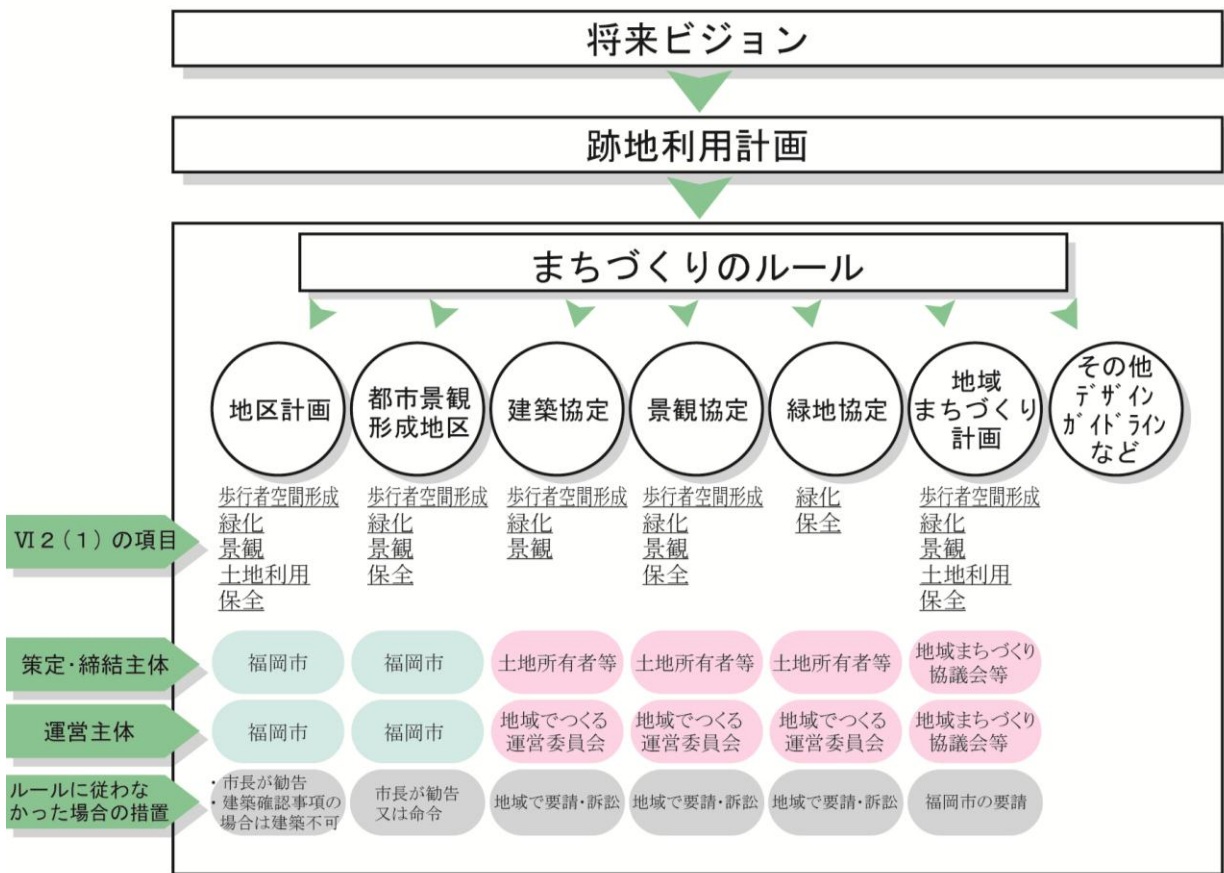 将来ビジョン
跡地利用計画
まちづくりのルール
地区計画
都市景観
形成地区
建築協定
景観協定
緑地協定
地域
まちづくり
計画
その他
デザイン
ガイドライン
など
Ⅵ2(1)の項目
歩行者空間形成
緑化
景観
土地利用
保全
歩行者空間形成
緑化
景観
保全
歩行者空間形成
緑化
景観
歩行者空間形成
緑化
景観
保全
緑化
保全
歩行者空間形成
緑化
景観
土地利用
保全
策定・締結主体
福岡市
福岡市
土地所有者等
土地所有者等
土地所有者等
地域まちづくり
協議会等
運営主体
福岡市
福岡市
地域でつくる
運営委員会
地域でつくる
運営委員会
地域でつくる
運営委員会
地域まちづくり
協議会等
ルールに従わな
かった場合の措置
・市長が勧告
・建築確認事項の
場合は建築不可
市長が勧告
又は命令
地域で要請・訴訟
地域で要請・訴訟
地域で要請・訴訟
福岡市の要請